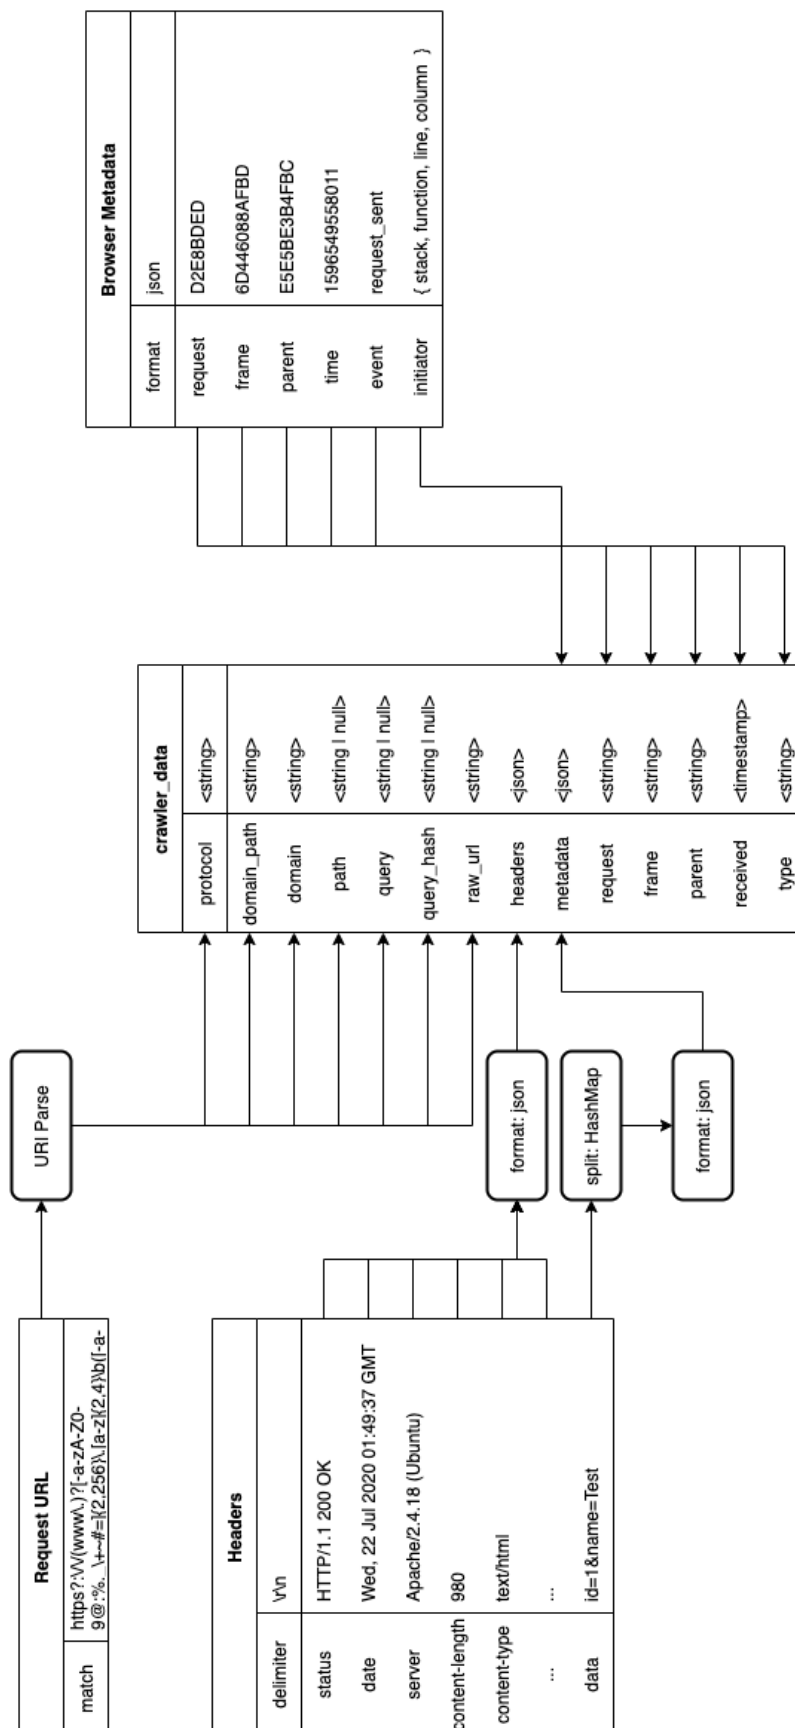 Request URL
match
https?:\/\/(www\.)?[-a-zA-Z0-
9@:%._\+~#=]{2,256}\.[a-z]{2,4}\b([-a-
URI Parse
Headers
delimiter \r\n
status HTTP/1.1 200 OK
date Wed, 22 Jul 2020 01:49:37 GMT
server Apache/2.4.18 (Ubuntu)
content-length 980
content-type text/html
... ...
data id=1&name=Test
format: json
split: HashMap
format: json
crawler_data
protocol <string>
domain_path <string>
domain <string>
path <string | null>
query <string | null>
query_hash <string | null>
raw_url <string>
headers <json>
metadata <json>
request <string>
frame <string>
parent <string>
received <timestamp>
type <string>
Browser Metadata
format json
request D2E8BDED
frame 6D446088AFBD
parent E5E5BE3B4FBC
time 1596549558011
event request_sent
initiator { stack, function, line, column }